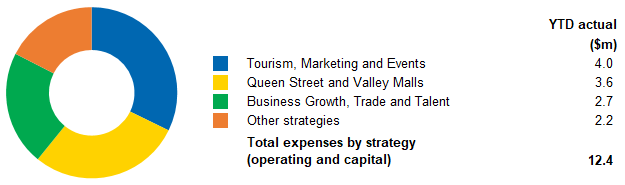 YTD actual
($m)
Tourism, Marketing and Events 4.0
Queen Street and Valley Malls 3.6
Business Growth, Trade and Talent 2.7
Other strategies 2.2
Total expenses by strategy
(operating and capital) 12.4